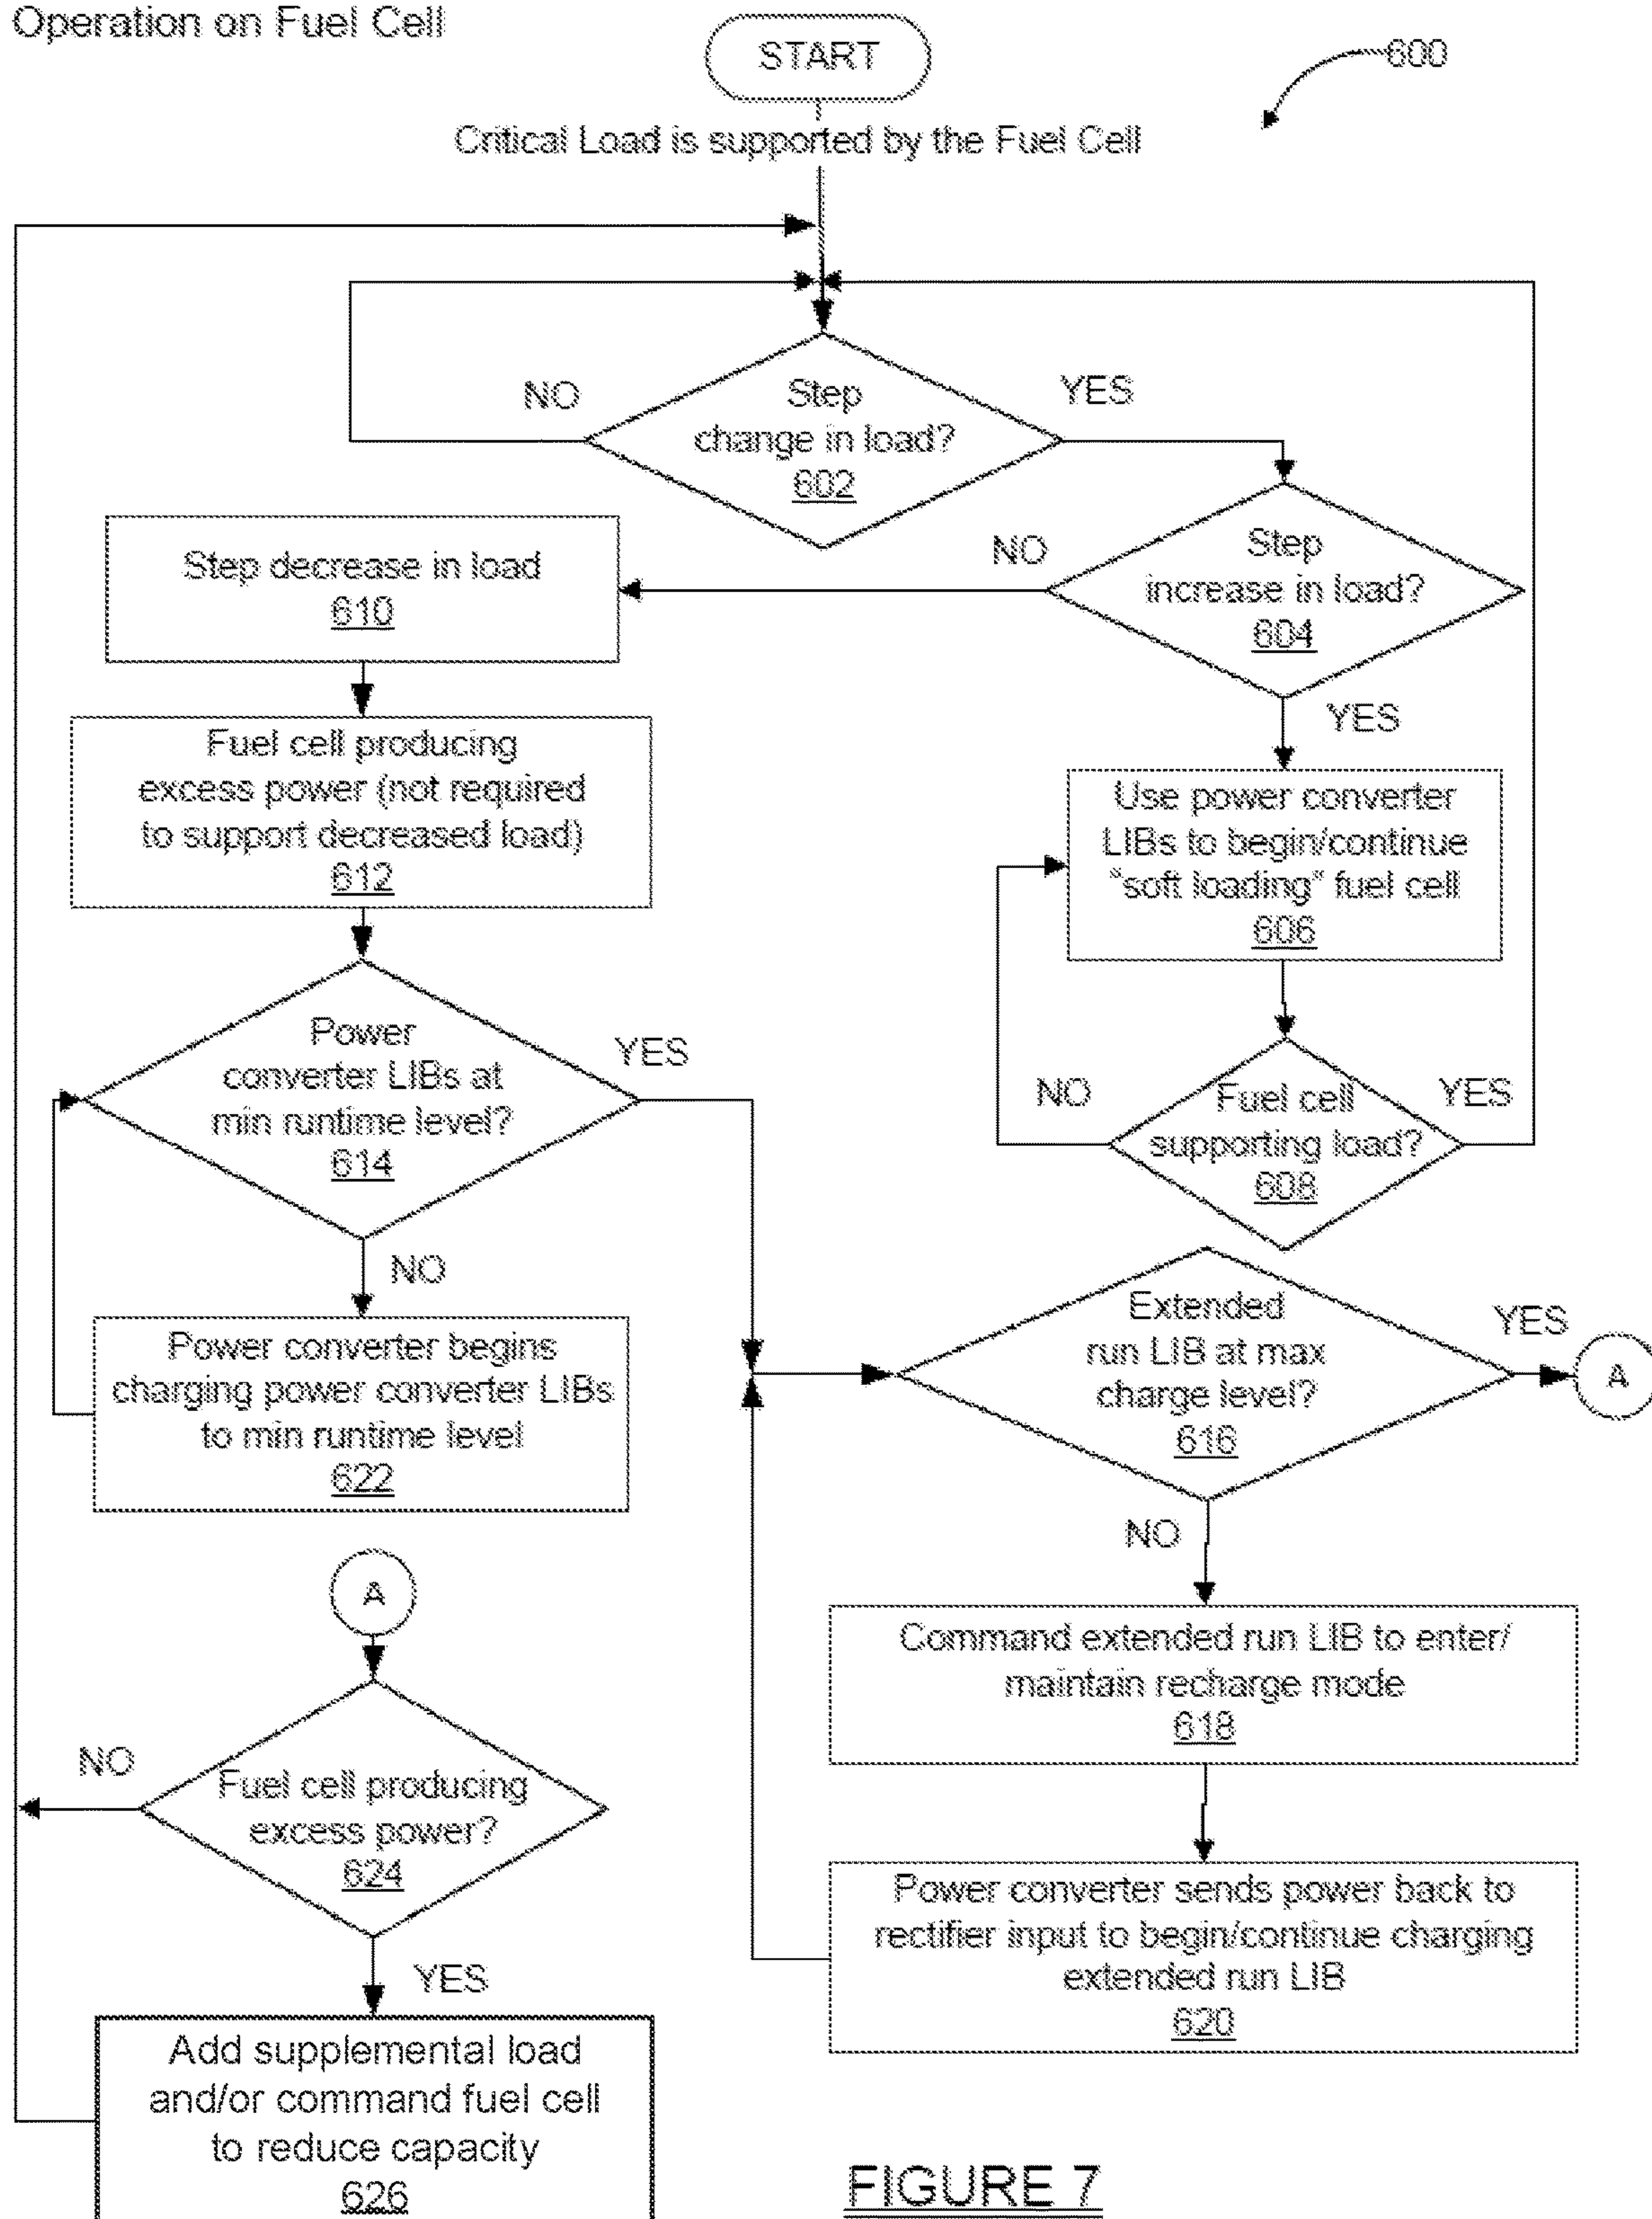 Operation on Fuel Cell
START
600
Critical Load is supported by the Fuel Cell
NO
Step
change in load?
602
YES
Step decrease in load
610
NO
Step
increase in load?
604
YES
Fuel cell producing
excess power (not required
to support decreased load)
612
Use power converter
LIBs to begin/continue
"soft loading" fuel cell
606
Power
converter LIBs at
min runtime level?
614
YES
NO
NO
Fuel cell
supporting load?
608
YES
Power converter begins
charging power converter LIBs
to min runtime level
622
Extended
run LIB at max
charge level?
616
YES
A
NO
A
Command extended run LIB to enter/
maintain recharge mode
618
NO
Fuel cell producing
excess power?
624
YES
Power converter sends power back to
rectifier input to begin/continue charging
extended run LIB
620
Add supplemental load
and/or command fuel cell
to reduce capacity
626
FIGURE 7